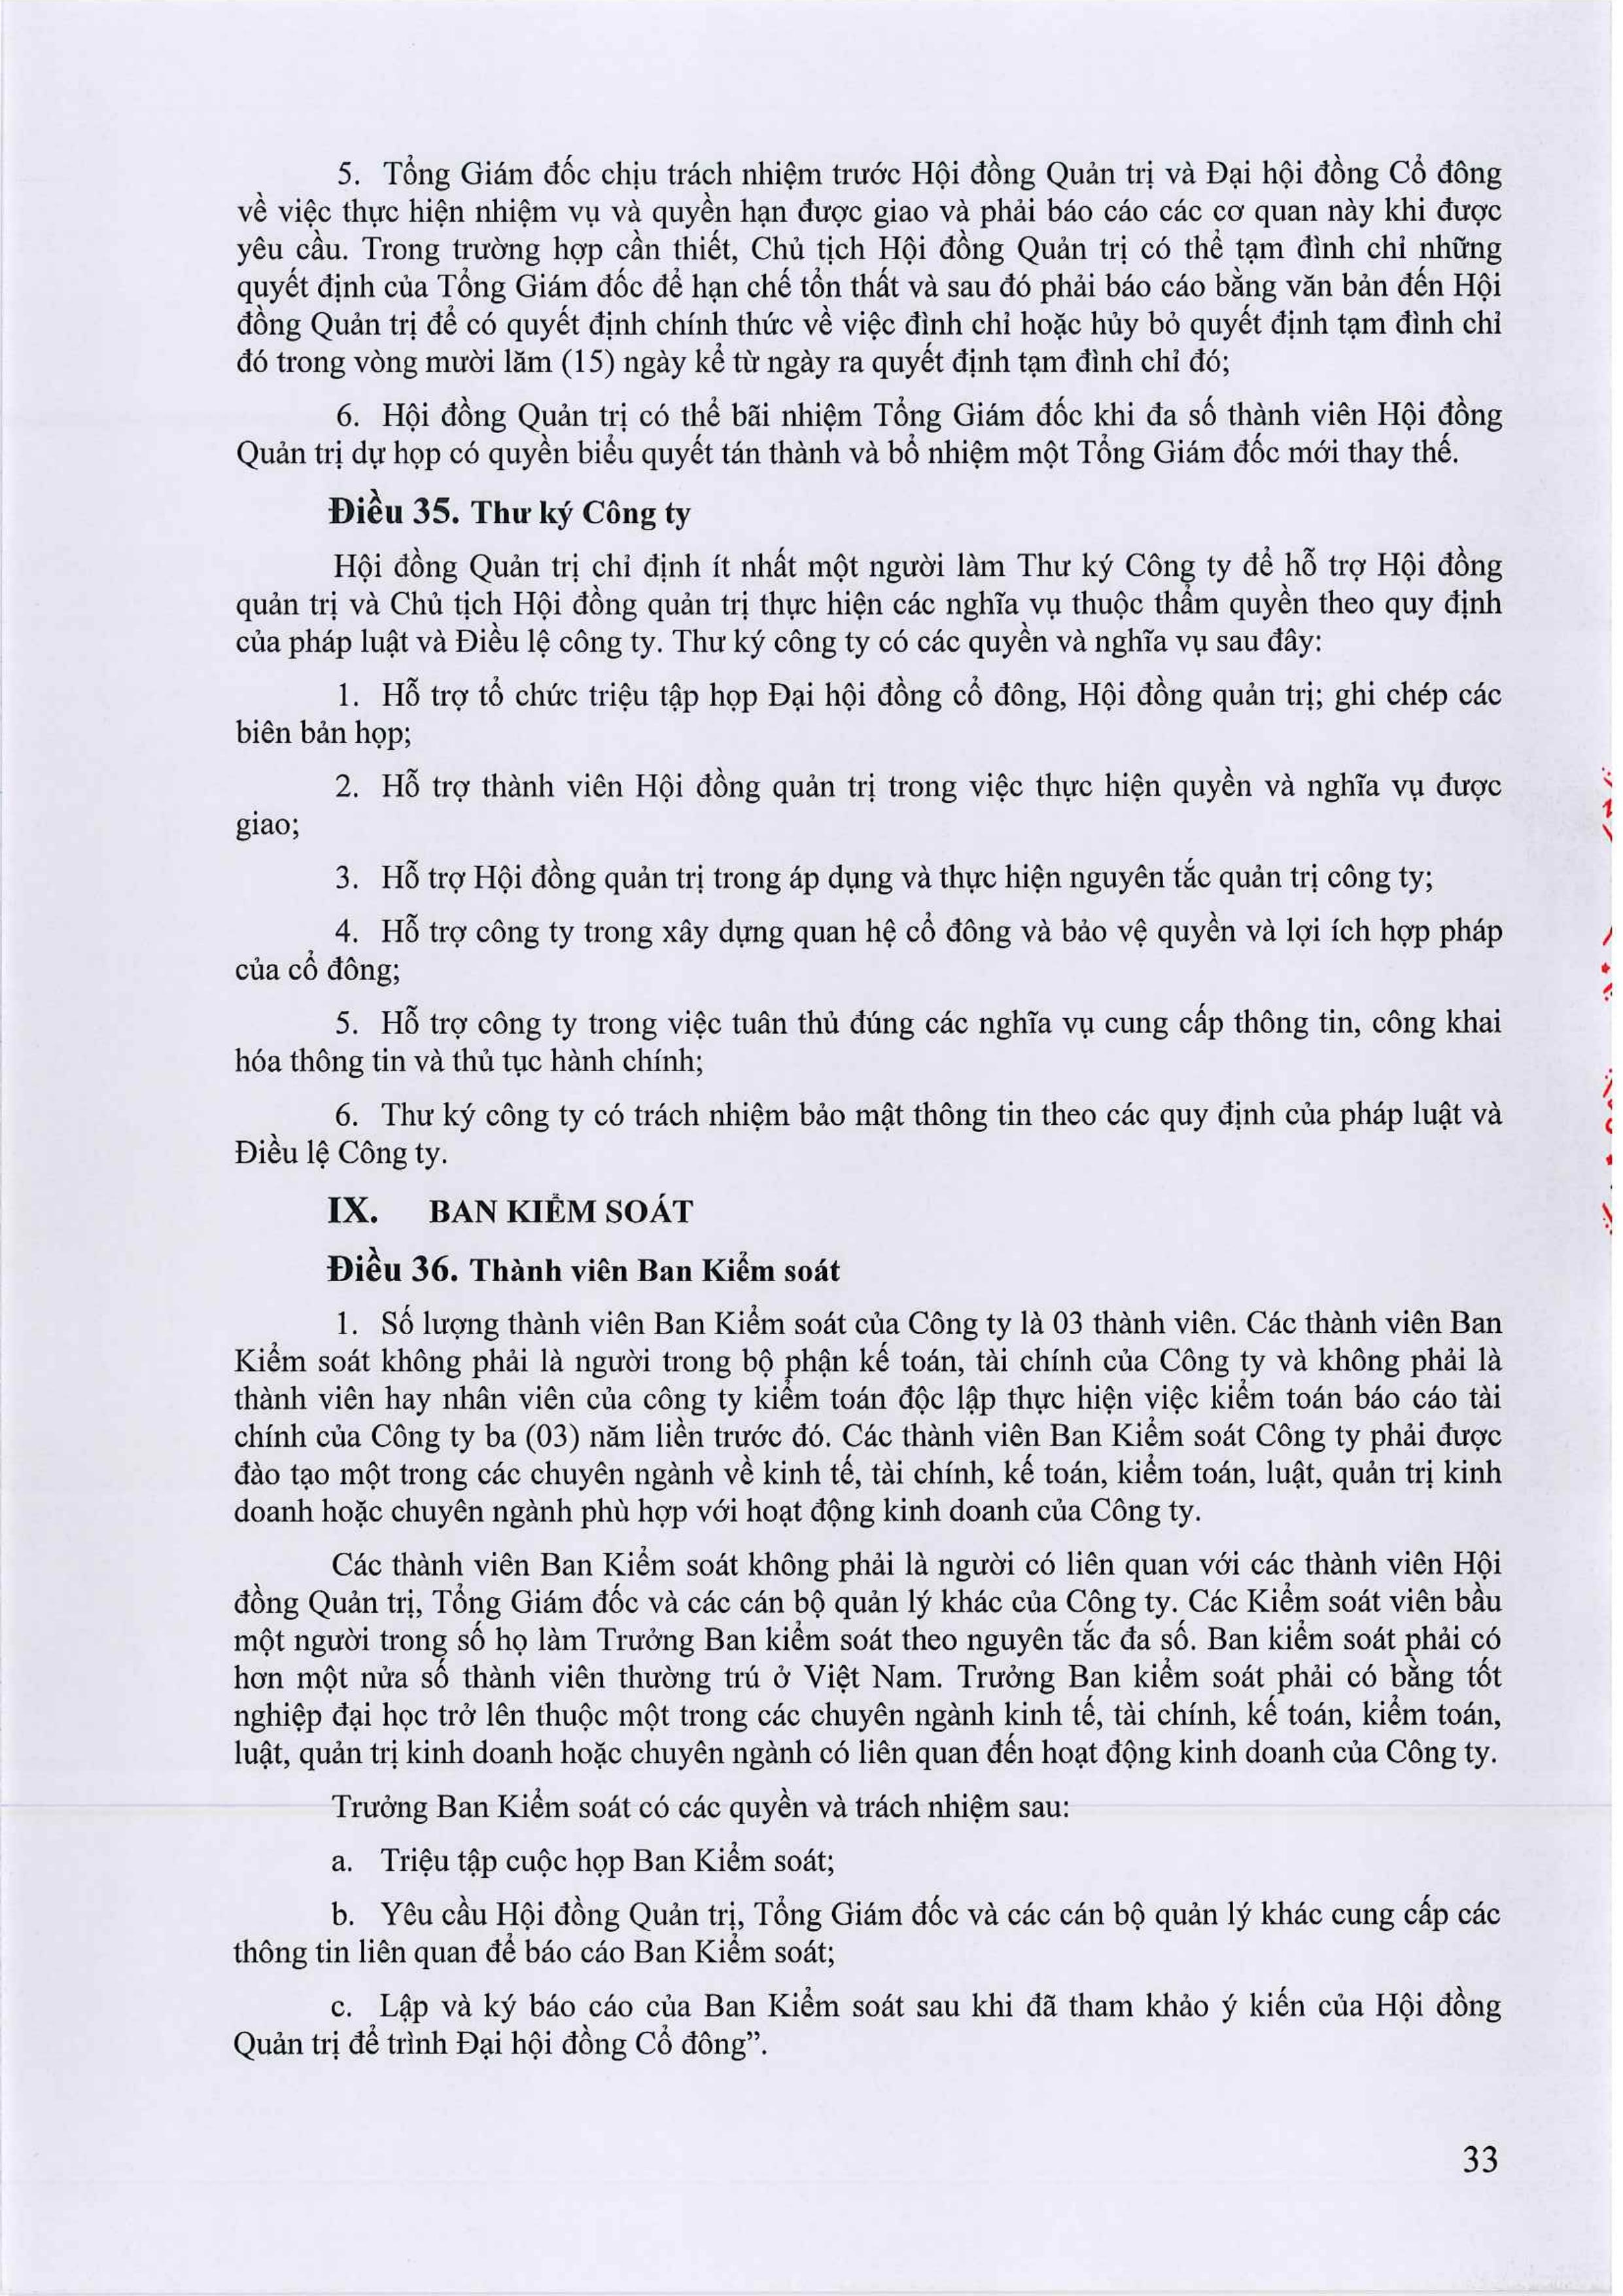 5. Tổng Giám đốc chịu trách nhiệm trước Hội đồng Quản trị và Đại hội đồng Cổ đông
về việc thực hiện nhiệm vụ và quyền hạn được giao và phải báo cáo các cơ quan này khi được
yêu cầu. Trong trường hợp cần thiết, Chủ tịch Hội đồng Quản trị có thể tạm đình chỉ những
quyết định của Tổng Giám đốc để hạn chế tổn thất và sau đó phải báo cáo bằng văn bản đến Hội
đồng Quản trị để có quyết định chính thức về việc đình chỉ hoặc hủy bỏ quyết định tạm đình chỉ
đó trong vòng mười lăm (15) ngày kể từ ngày ra quyết định tạm đình chỉ đó;
6. Hội đồng Quản trị có thể bãi nhiệm Tổng Giám đốc khi đa số thành viên Hội đồng
Quản trị dự họp có quyền biểu quyết tán thành và bổ nhiệm một Tổng Giám đốc mới thay thế.
Điều 35. Thư ký Công ty
Hội đồng Quản trị chỉ định ít nhất một người làm Thư ký Công ty để hỗ trợ Hội đồng
quản trị và Chủ tịch Hội đồng quản trị thực hiện các nghĩa vụ thuộc thẩm quyền theo quy định
của pháp luật và Điều lệ công ty. Thư ký công ty có các quyền và nghĩa vụ sau đây:
1. Hỗ trợ tổ chức triệu tập họp Đại hội đồng cổ đông, Hội đồng quản trị; ghi chép các
biên bản họp;
2. Hỗ trợ thành viên Hội đồng quản trị trong việc thực hiện quyền và nghĩa vụ được
giao;
3. Hỗ trợ Hội đồng quản trị trong áp dụng và thực hiện nguyên tắc quản trị công ty;
4. Hỗ trợ công ty trong xây dựng quan hệ cổ đông và bảo vệ quyền và lợi ích hợp pháp
của cổ đông;
5. Hỗ trợ công ty trong việc tuân thủ đúng các nghĩa vụ cung cấp thông tin, công khai
hóa thông tin và thủ tục hành chính;
6. Thư ký công ty có trách nhiệm bảo mật thông tin theo các quy định của pháp luật và
Điều lệ Công ty.
IX. BAN KIỂM SOÁT
Điều 36. Thành viên Ban Kiểm soát
1. Số lượng thành viên Ban Kiểm soát của Công ty là 03 thành viên. Các thành viên Ban
Kiểm soát không phải là người trong bộ phận kế toán, tài chính của Công ty và không phải là
thành viên hay nhân viên của công ty kiểm toán độc lập thực hiện việc kiểm toán báo cáo tài
chính của Công ty ba (03) năm liền trước đó. Các thành viên Ban Kiểm soát Công ty phải được
đào tạo một trong các chuyên ngành về kinh tế, tài chính, kế toán, kiểm toán, luật, quản trị kinh
doanh hoặc chuyên ngành phù hợp với hoạt động kinh doanh của Công ty.
Các thành viên Ban Kiểm soát không phải là người có liên quan với các thành viên Hội
đồng Quản trị, Tổng Giám đốc và các cán bộ quản lý khác của Công ty. Các Kiểm soát viên bầu
một người trong số họ làm Trưởng Ban kiểm soát theo nguyên tắc đa số. Ban kiểm soát phải có
hơn một nửa số thành viên thường trú ở Việt Nam. Trưởng Ban kiểm soát phải có bằng tốt
nghiệp đại học trở lên thuộc một trong các chuyên ngành kinh tế, tài chính, kế toán, kiểm toán,
luật, quản trị kinh doanh hoặc chuyên ngành có liên quan đến hoạt động kinh doanh của Công ty.
Trưởng Ban Kiểm soát có các quyền và trách nhiệm sau:
a. Triệu tập cuộc họp Ban Kiểm soát;
b. Yêu cầu Hội đồng Quản trị, Tổng Giám đốc và các cán bộ quản lý khác cung cấp các
thông tin liên quan để báo cáo Ban Kiểm soát;
c. Lập và ký báo cáo của Ban Kiểm soát sau khi đã tham khảo ý kiến của Hội đồng
Quản trị để trình Đại hội đồng Cổ đông”.
33